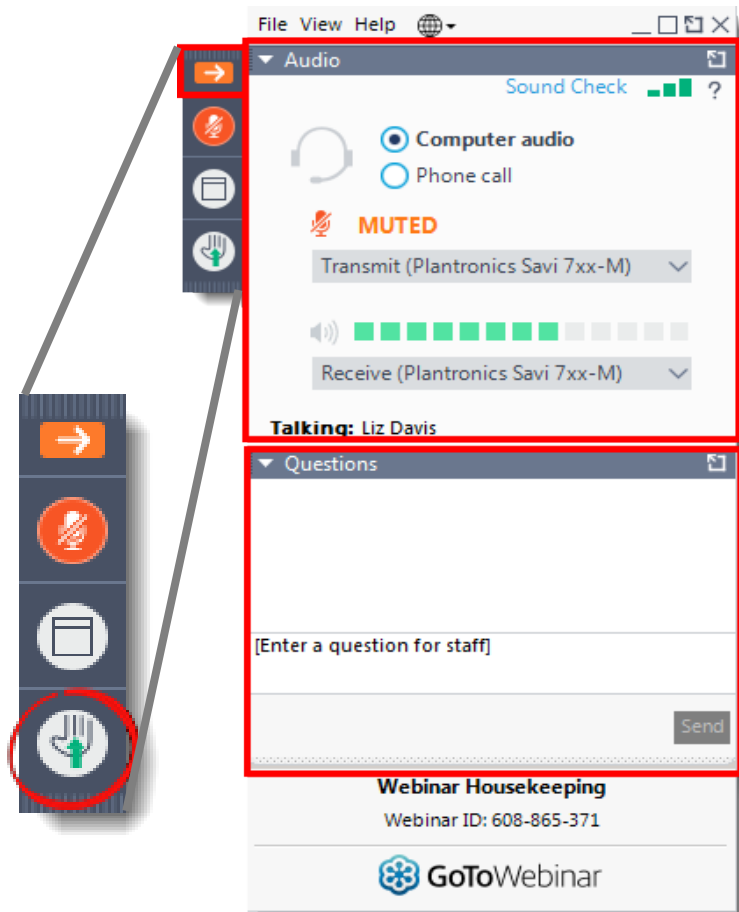 File View Help
Audio
Sound Check ?
Computer audio
Phone call
MUTED
Transmit (Plantronics Savi 7xx-M)
Receive (Plantronics Savi 7xx-M)
Talking: Liz Davis
Questions
[Enter a question for staff]
Send
Webinar Housekeeping
Webinar ID: 608-865-371
GoToWebinar